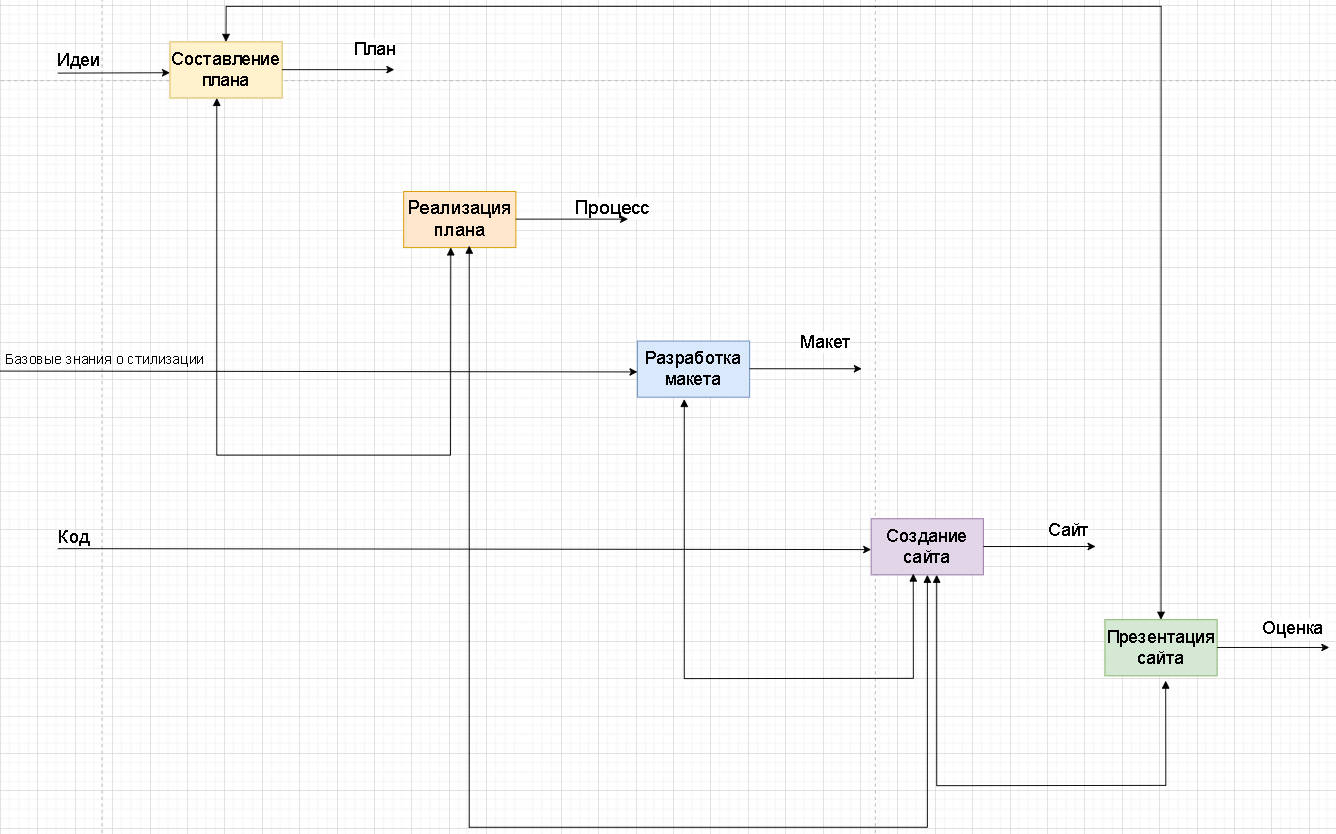 Идеи
Составление
плана
План
Реализация
плана
Процесс
Базовые знания о стилизации
Разработка
макета
Макет
Код
Создание
сайта
Сайт
Презентация
сайта
Оценка